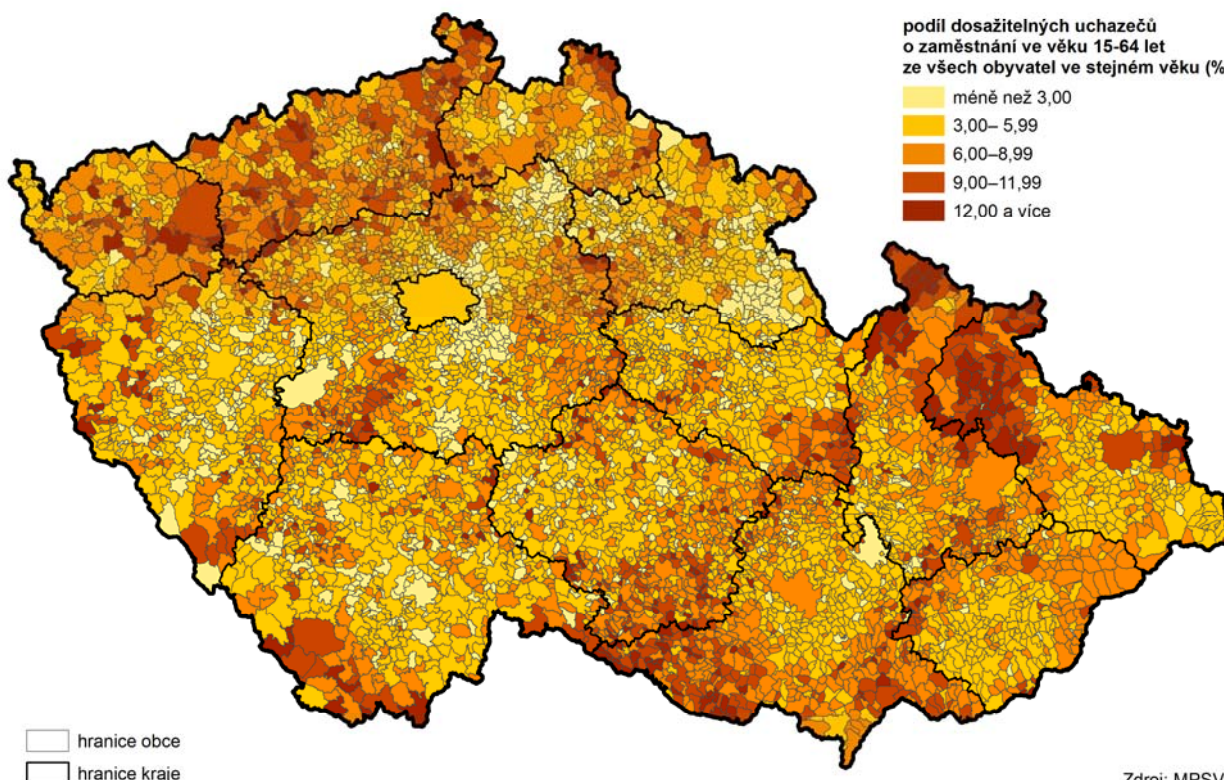 podíl dosažitelných uchazečů
o zaměstnání ve věku 15-64 let
ze všech obyvatel ve stejném věku (%
méně než 3,00
3,00– 5,99
6,00–8,99
9,00–11,99
12,00 a více
hranice obce
hranice kraje
Zdroj: MPSV